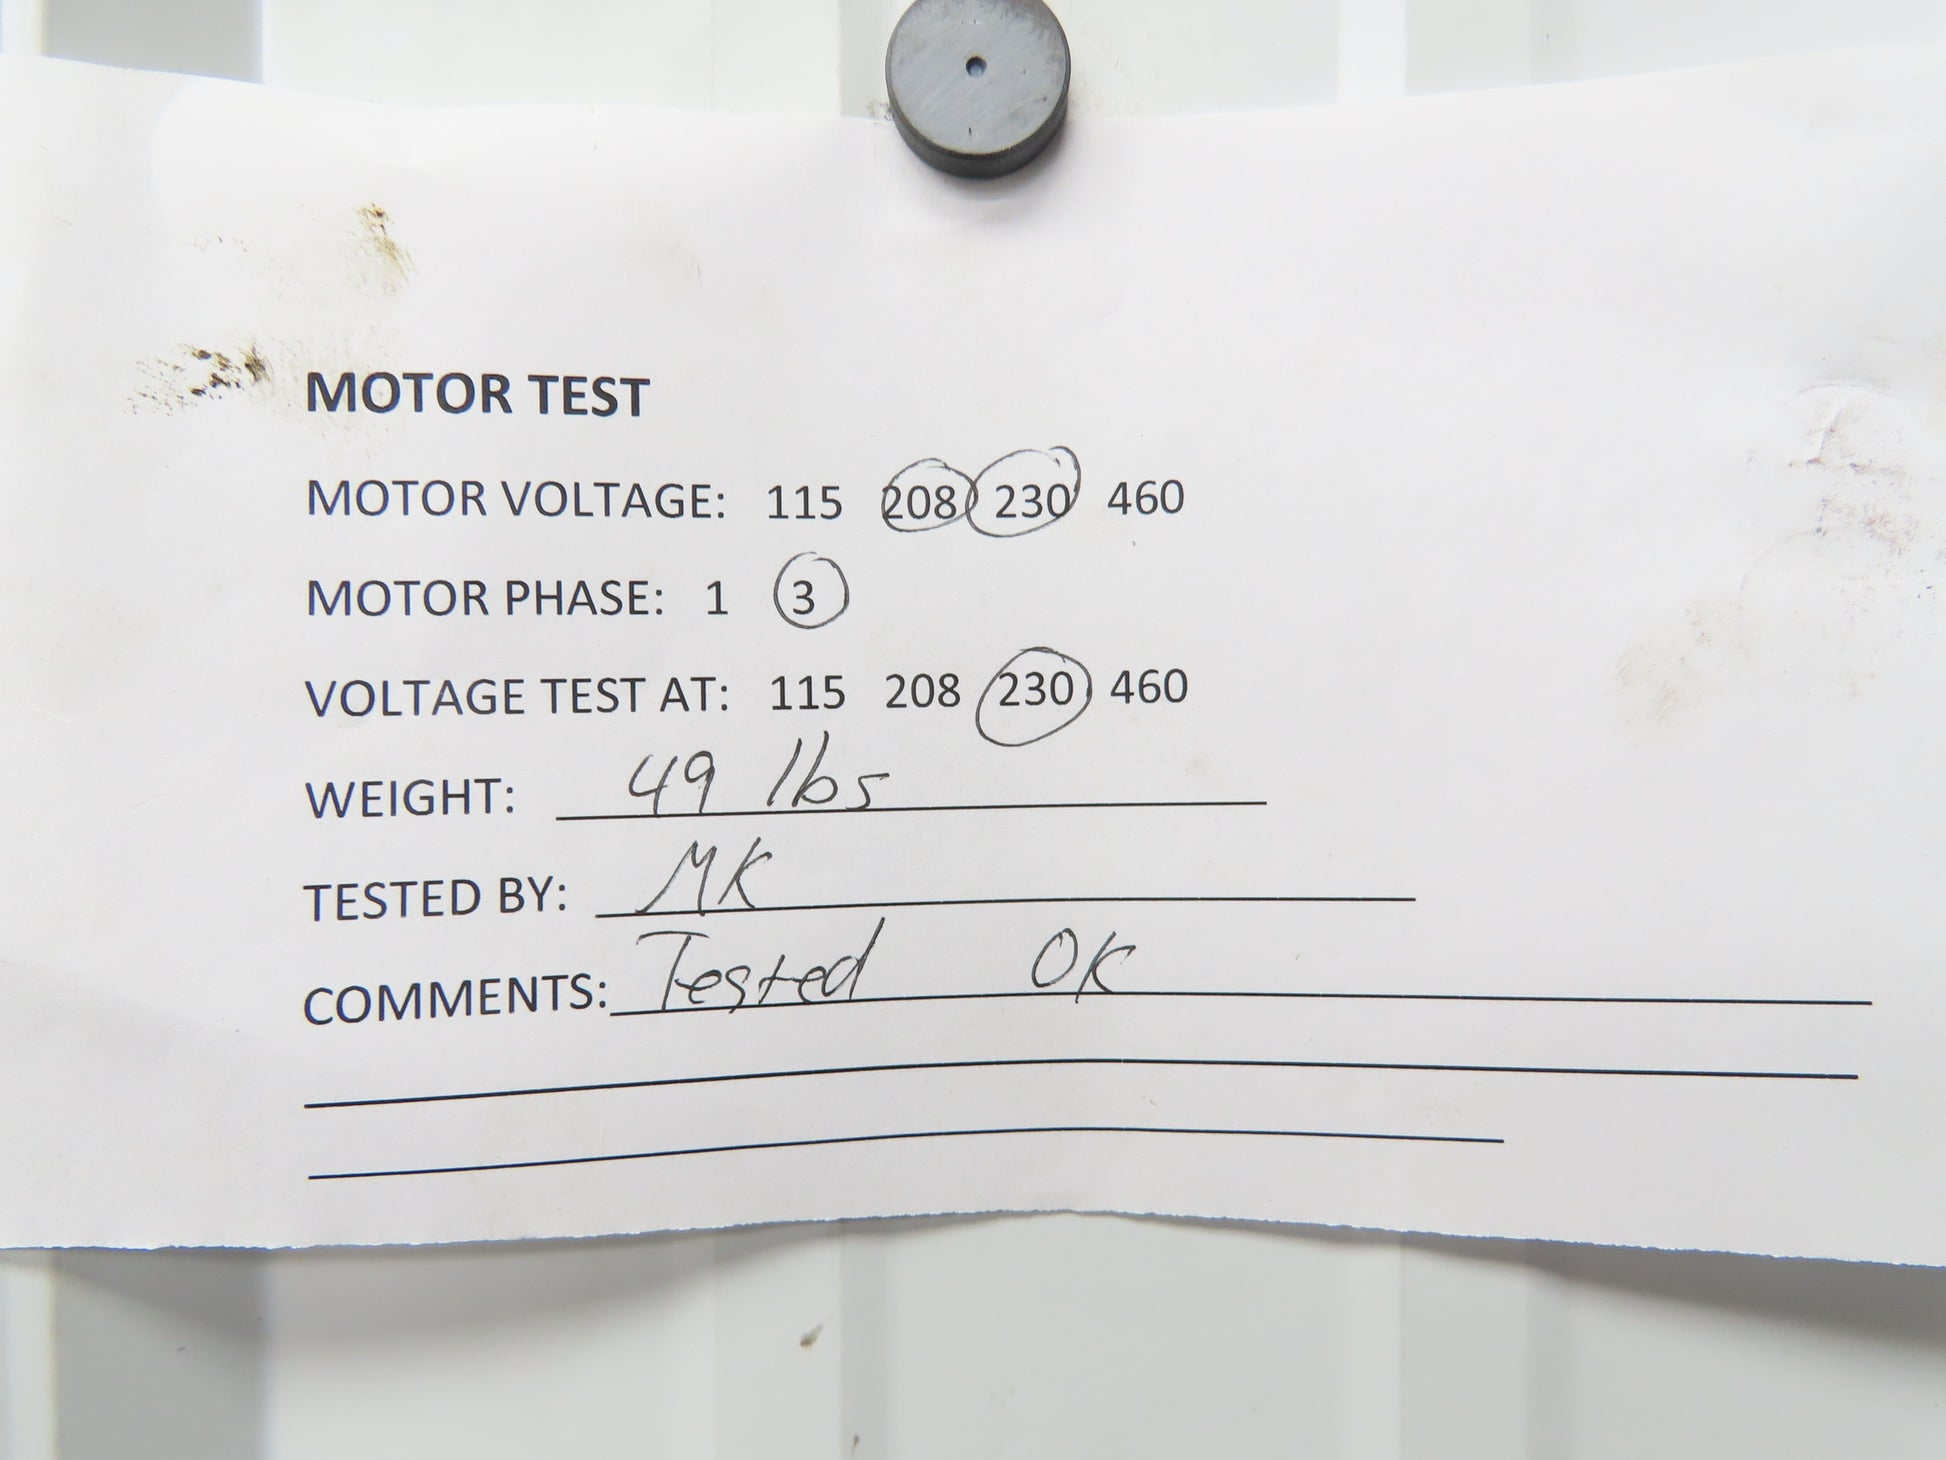 MOTOR TEST
MOTOR VOLTAGE: 115 208 230 460
MOTOR PHASE: 1 3
VOLTAGE TEST AT: 115 208 230 460
WEIGHT: 49 lbs
TESTED BY: MK
COMMENTS: Tested OK